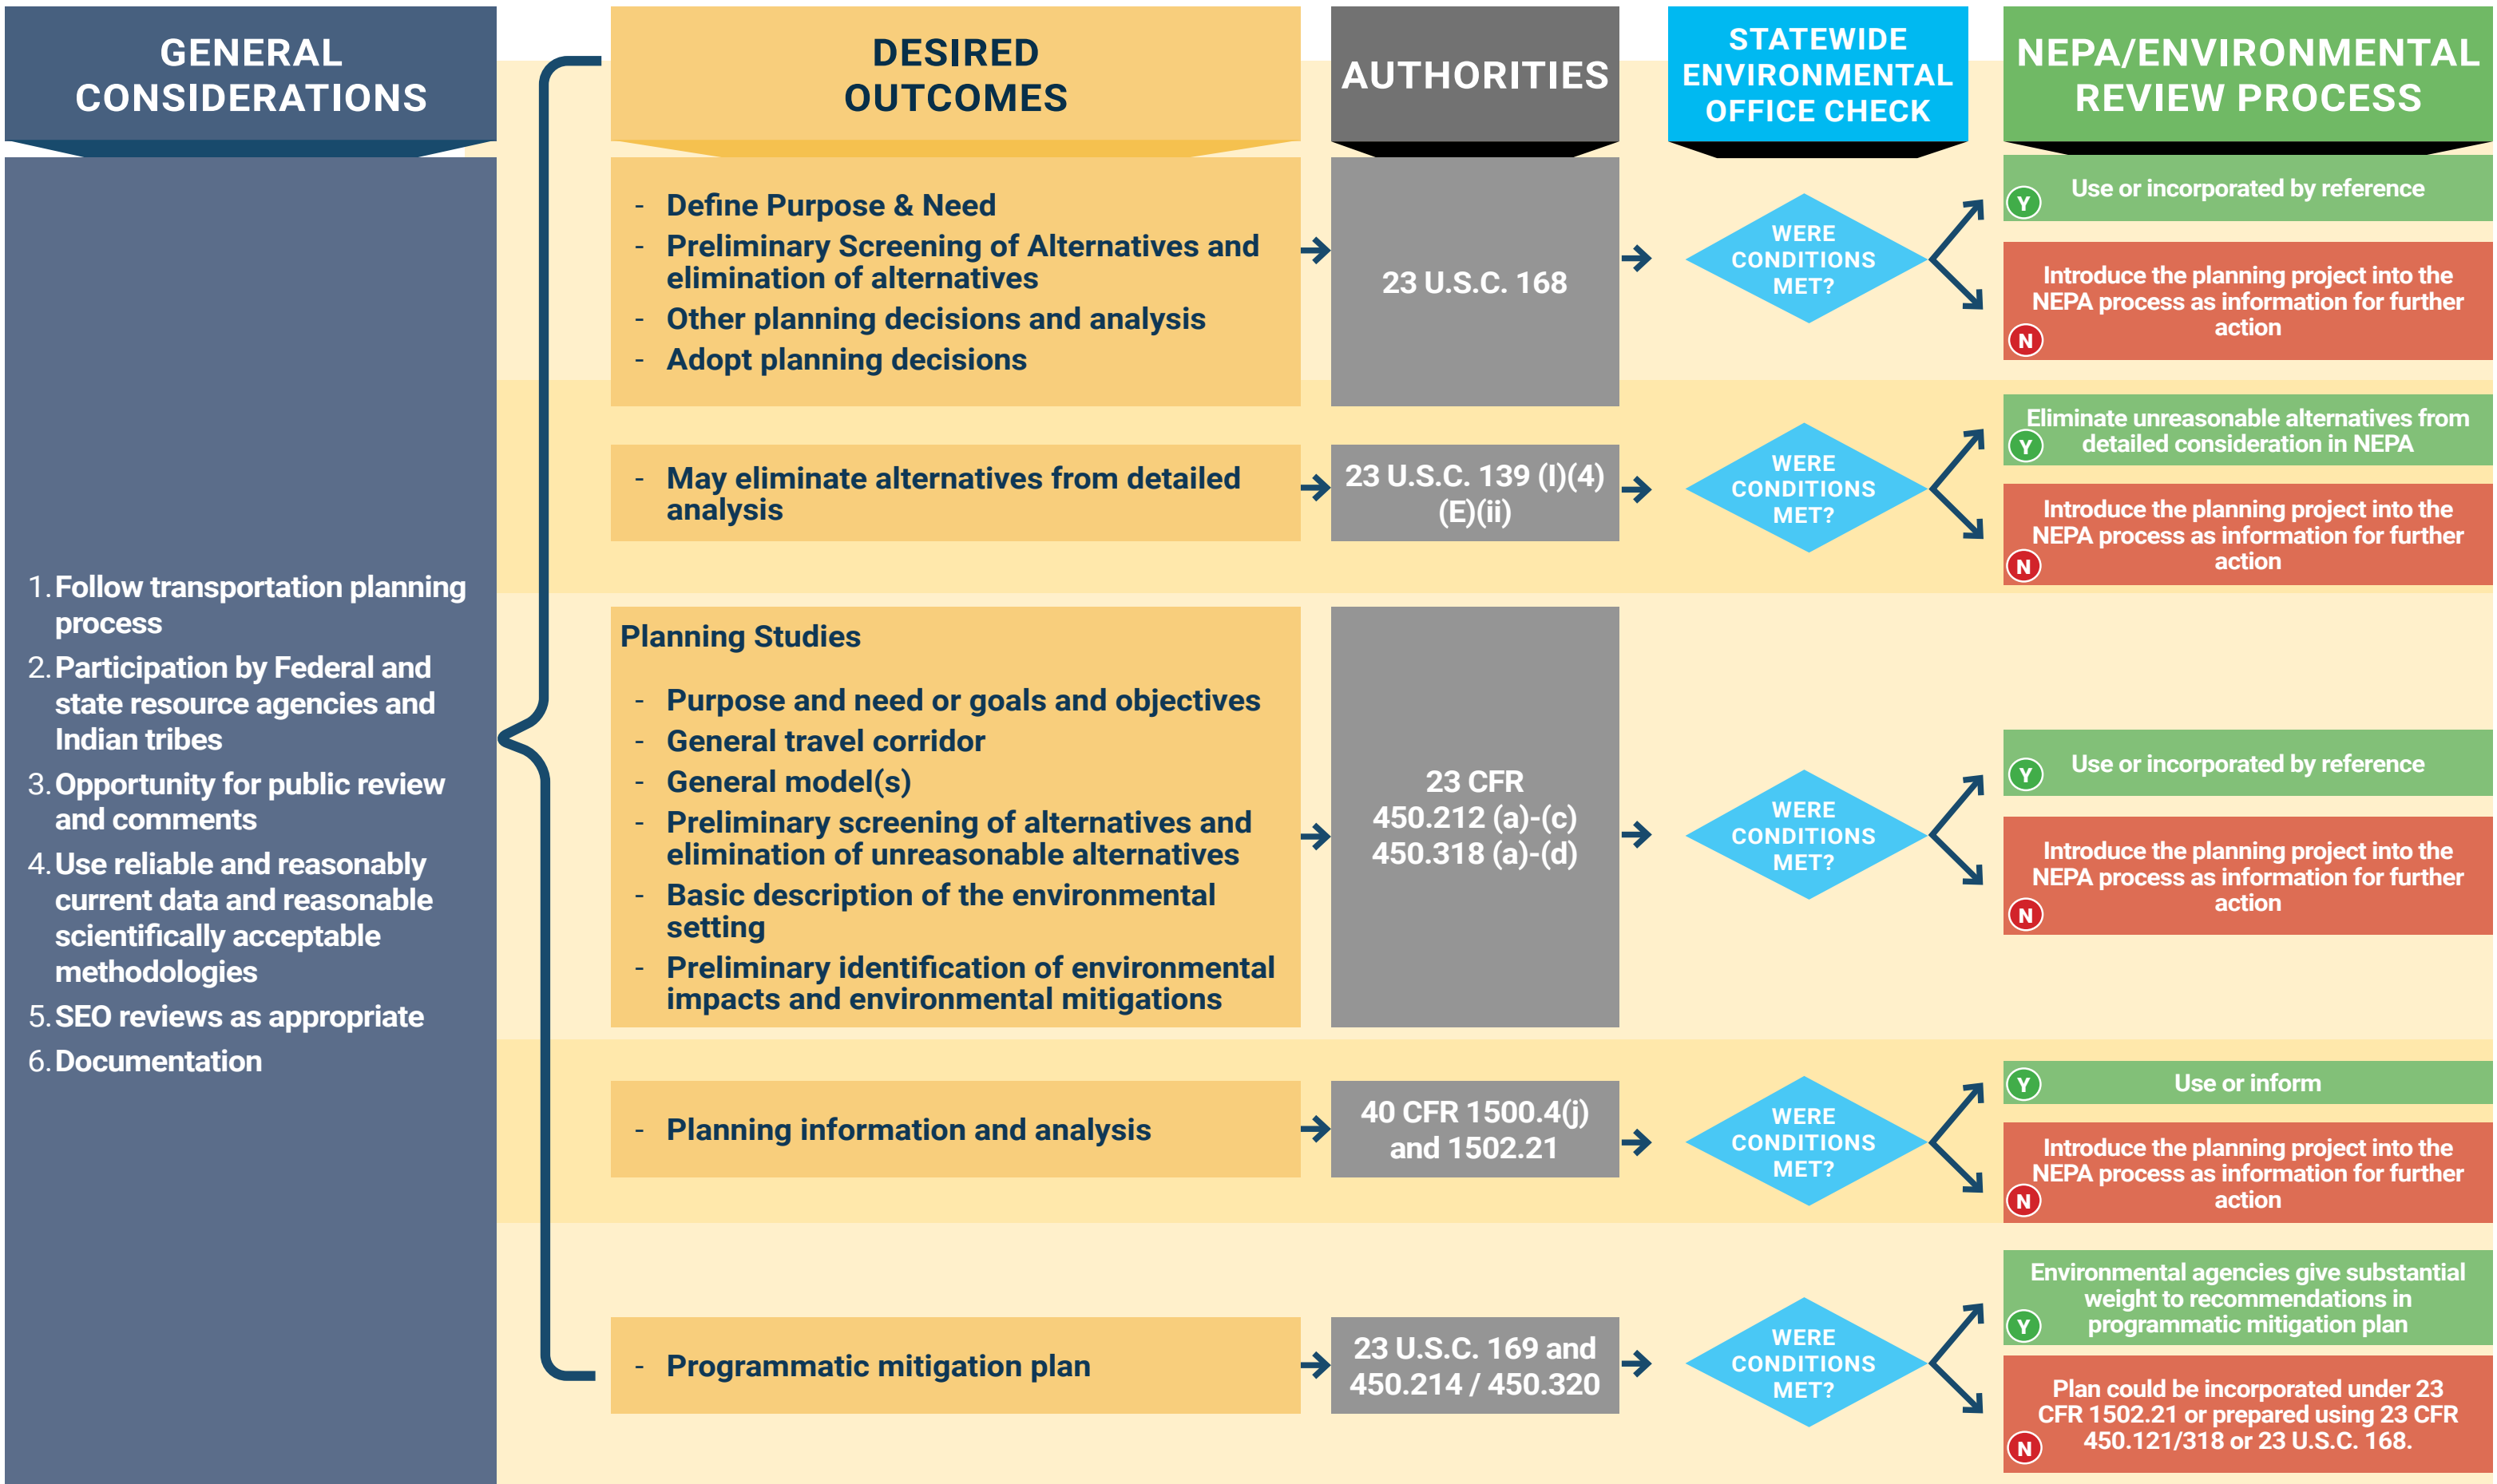 GENERAL
CONSIDERATIONS
1. Follow transportation planning
process
2. Participation by Federal and
state resource agencies and
Indian tribes
3. Opportunity for public review
and comments
4. Use reliable and reasonably
current data and reasonable
scientifically acceptable
methodologies
5. SEO reviews as appropriate
6. Documentation
DESIRED
OUTCOMES
AUTHORITIES
STATEWIDE
ENVIRONMENTAL
OFFICE CHECK
NEPA/ENVIRONMENTAL
REVIEW PROCESS
- Define Purpose & Need
- Preliminary Screening of Alternatives and
elimination of alternatives
- Other planning decisions and analysis
- Adopt planning decisions
23 U.S.C. 168
WERE
CONDITIONS
MET?
Use or incorporated by reference
Y
Introduce the planning project into the
NEPA process as information for further
action
N
- May eliminate alternatives from detailed
analysis
23 U.S.C. 139 (I)(4)
(E)(ii)
WERE
CONDITIONS
MET?
Eliminate unreasonable alternatives from
detailed consideration in NEPA
Y
Introduce the planning project into the
NEPA process as information for further
action
N
Planning Studies
- Purpose and need or goals and objectives
- General travel corridor
- General model(s)
- Preliminary screening of alternatives and
elimination of unreasonable alternatives
- Basic description of the environmental
setting
- Preliminary identification of environmental
impacts and environmental mitigations
23 CFR
450.212 (a)-(c)
450.318 (a)-(d)
WERE
CONDITIONS
MET?
Use or incorporated by reference
Y
Introduce the planning project into the
NEPA process as information for further
action
N
- Planning information and analysis
40 CFR 1500.4(j)
and 1502.21
WERE
CONDITIONS
MET?
Y Use or inform
Introduce the planning project into the
NEPA process as information for further
action
N
- Programmatic mitigation plan
23 U.S.C. 169 and
450.214 / 450.320
WERE
CONDITIONS
MET?
Environmental agencies give substantial
weight to recommendations in
programmatic mitigation plan
Y
Plan could be incorporated under 23
CFR 1502.21 or prepared using 23 CFR
450.121/318 or 23 U.S.C. 168.
N